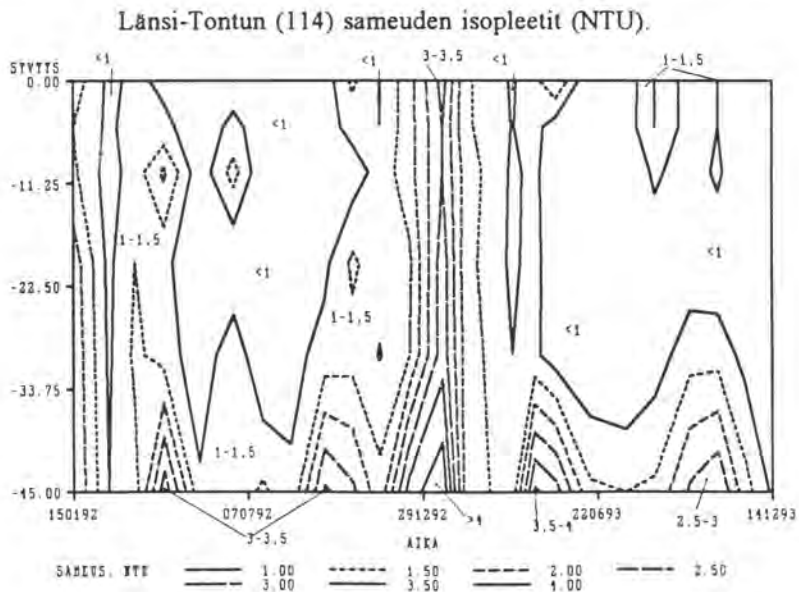 Länsi-Tontun (114) sameuden isopleetit (NTU).
<1 <1 3-3.5 <1 1-1.5
SYVYYS
0.00
<1
-11.25
1-1.5
<1
-22.50
<1
1-1.5
<1
-33.75
1-1.5
-45.00
150192 070792 291292 220693 141293
3-3.5 >4 3.5-4 2.5-3
AIKA
SAMEUS, NTU 1.00 1.50 2.00 2.50
3.00 3.50 4.00